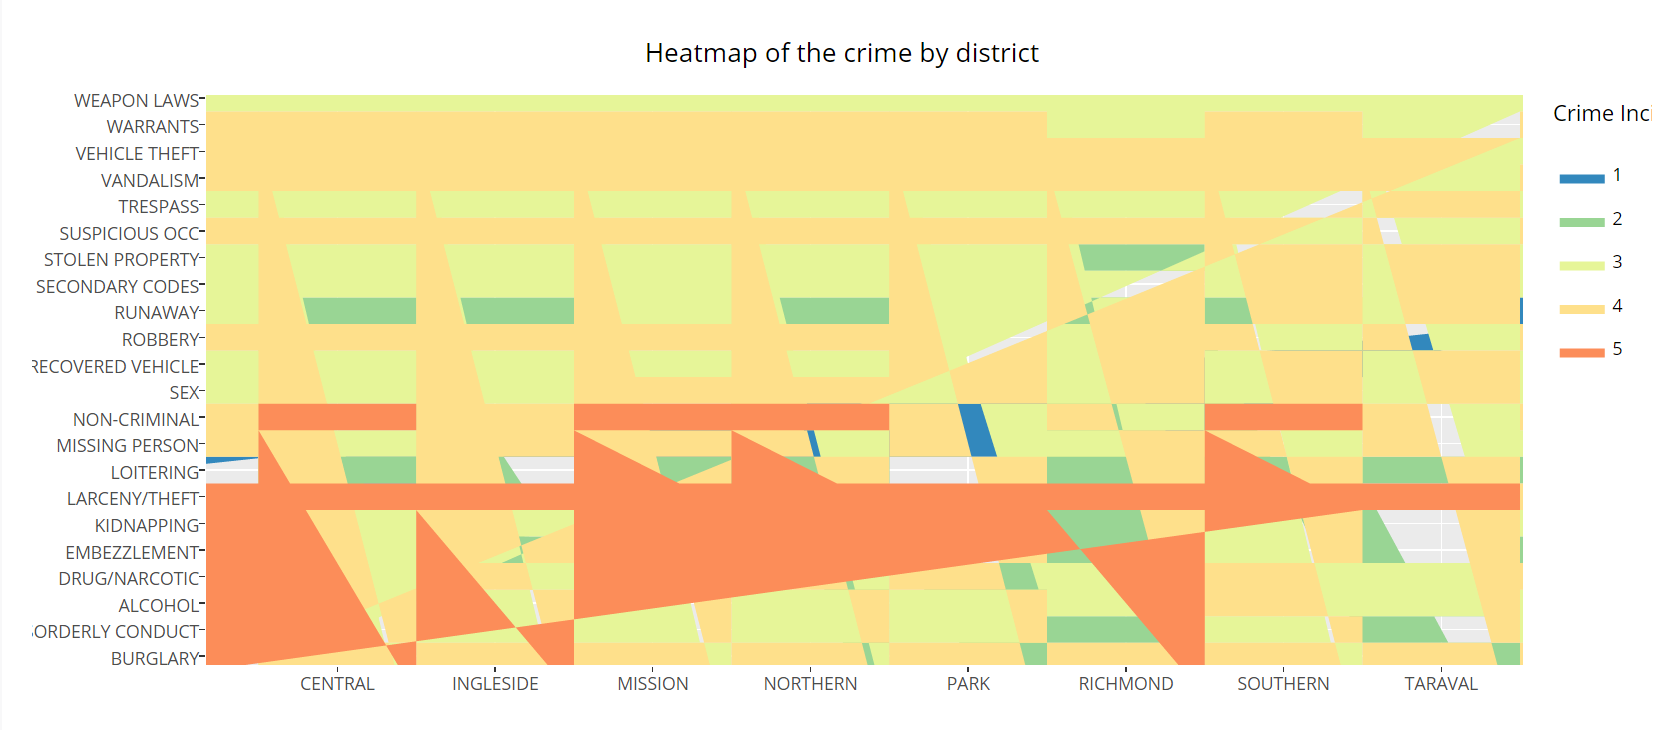 Heatmap of the crime by district
WEAPON LAWS
WARRANTS
VEHICLE THEFT
VANDALISM
TRESPASS
SUSPICIOUS OCC
STOLEN PROPERTY
SECONDARY CODES
RUNAWAY
ROBBERY
RECOVERED VEHICLE
SEX
NON-CRIMINAL
MISSING PERSON
LOITERING
LARCENY/THEFT
KIDNAPPING
EMBEZZLEMENT
DRUG/NARCOTIC
ALCOHOL
SORDERLY CONDUCT
BURGLARY
CENTRAL INGLESIDE MISSION NORTHERN PARK RICHMOND SOUTHERN TARAVAL
Crime Inci
1
2
3
4
5